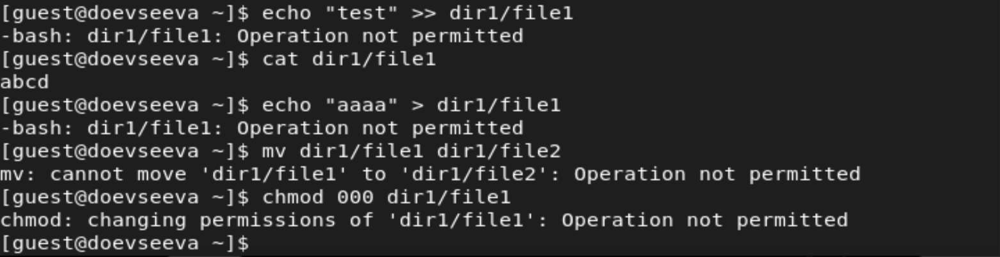 [guest@doevseeva ~]$ echo "test" >> dir1/file1
-bash: dir1/file1: Operation not permitted
[guest@doevseeva ~]$ cat dir1/file1
abcd
[guest@doevseeva ~]$ echo "aaaa" > dir1/file1
-bash: dir1/file1: Operation not permitted
[guest@doevseeva ~]$ mv dir1/file1 dir1/file2
mv: cannot move 'dir1/file1' to 'dir1/file2': Operation not permitted
[guest@doevseeva ~]$ chmod 000 dir1/file1
chmod: changing permissions of 'dir1/file1': Operation not permitted
[guest@doevseeva ~]$